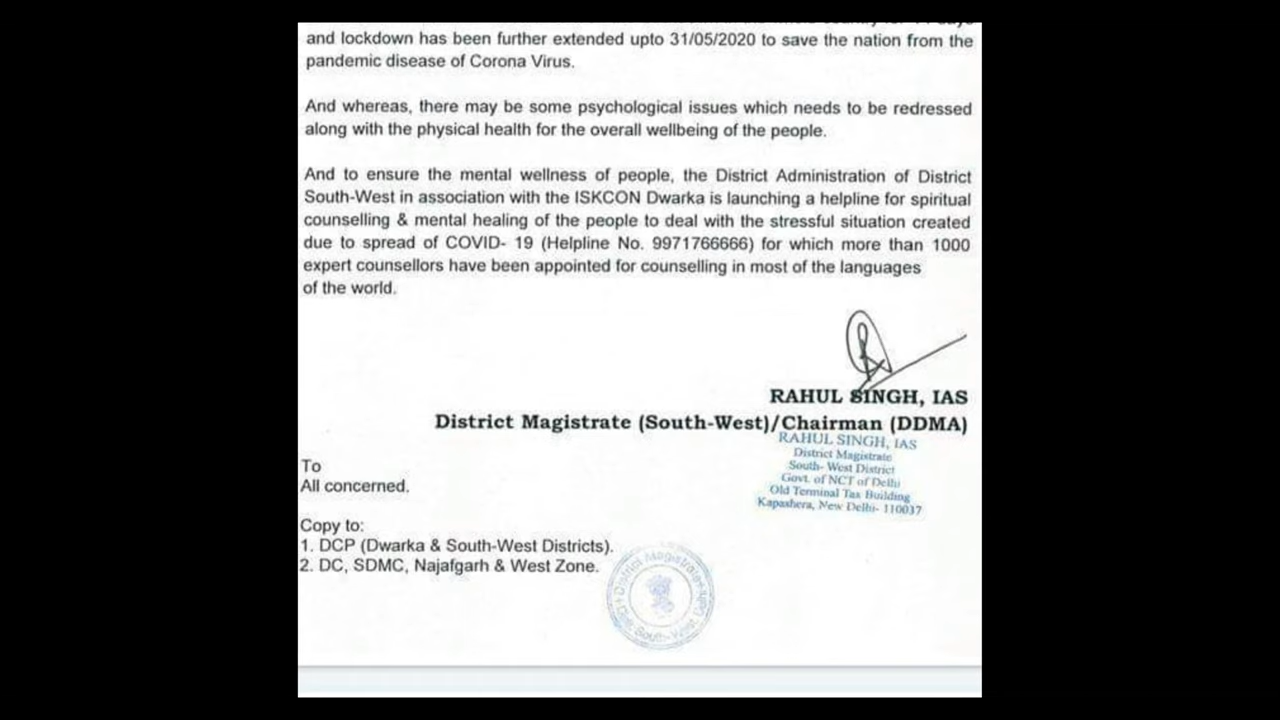 and lockdown has been further extended upto 31/05/2020 to save the nation from the
pandemic disease of Corona Virus.
And whereas, there may be some psychological issues which needs to be redressed
along with the physical health for the overall wellbeing of the people.
And to ensure the mental wellness of people, the District Administration of District
South-West in association with the ISKCON Dwarka is launching a helpline for spiritual
counselling & mental healing of the people to deal with the stressful situation created
due to spread of COVID- 19 (Helpline No. 9971766666) for which more than 1000
expert counsellors have been appointed for counselling in most of the languages
of the world.
RAHUL SINGH, IAS
District Magistrate (South-West)/Chairman (DDMA)
RAHUL SINGH, IAS
District Magistrate
South- West District
Govt. of NCT of Delhi
Old Terminal Tax Building
Kapashera, New Delhi- 110037
To
All concerned.
Copy to:
1. DCP (Dwarka & South-West Districts).
2. DC, SDMC, Najafgarh & West Zone.
District Magistrate
South-West